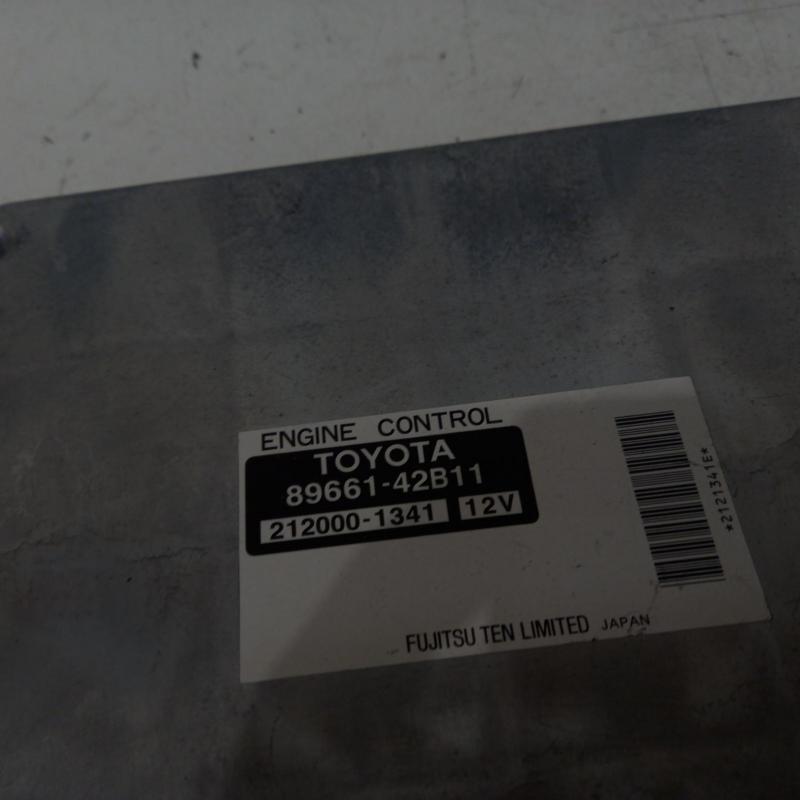 ENGINE CONTROL
TOYOTA
89661-42B11
212000-1341 12V
*2121341E*
FUJITSU TEN LIMITED JAPAN